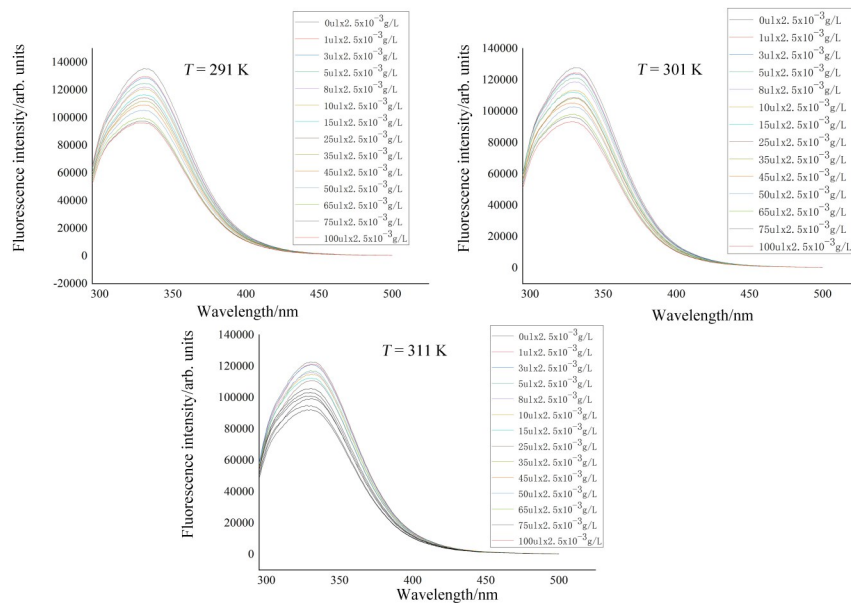 Fluorescence intensity/arb. units
140000
120000
100000
80000
60000
40000
20000
0
-20000
T = 291 K
0ulx2.5x10⁻³g/L
1ulx2.5x10⁻³g/L
3ulx2.5x10⁻³g/L
5ulx2.5x10⁻³g/L
8ulx2.5x10⁻³g/L
10ulx2.5x10⁻³g/L
15ulx2.5x10⁻³g/L
25ulx2.5x10⁻³g/L
35ulx2.5x10⁻³g/L
45ulx2.5x10⁻³g/L
50ulx2.5x10⁻³g/L
65ulx2.5x10⁻³g/L
75ulx2.5x10⁻³g/L
100ulx2.5x10⁻³g/L
300 350 400 450 500
Wavelength/nm
Fluorescence intensity/arb. units
140000
120000
100000
80000
60000
40000
20000
0
T = 301 K
0ulx2.5x10⁻³g/L
1ulx2.5x10⁻³g/L
3ulx2.5x10⁻³g/L
5ulx2.5x10⁻³g/L
8ulx2.5x10⁻³g/L
10ulx2.5x10⁻³g/L
15ulx2.5x10⁻³g/L
25ulx2.5x10⁻³g/L
35ulx2.5x10⁻³g/L
45ulx2.5x10⁻³g/L
50ulx2.5x10⁻³g/L
65ulx2.5x10⁻³g/L
75ulx2.5x10⁻³g/L
100ulx2.5x10⁻³g/L
300 350 400 450 500
Wavelength/nm
Fluorescence intensity/arb. units
140000
120000
100000
80000
60000
40000
20000
0
T = 311 K
0ulx2.5x10⁻³g/L
1ulx2.5x10⁻³g/L
3ulx2.5x10⁻³g/L
5ulx2.5x10⁻³g/L
8ulx2.5x10⁻³g/L
10ulx2.5x10⁻³g/L
15ulx2.5x10⁻³g/L
25ulx2.5x10⁻³g/L
35ulx2.5x10⁻³g/L
45ulx2.5x10⁻³g/L
50ulx2.5x10⁻³g/L
65ulx2.5x10⁻³g/L
75ulx2.5x10⁻³g/L
100ulx2.5x10⁻³g/L
300 350 400 450 500
Wavelength/nm